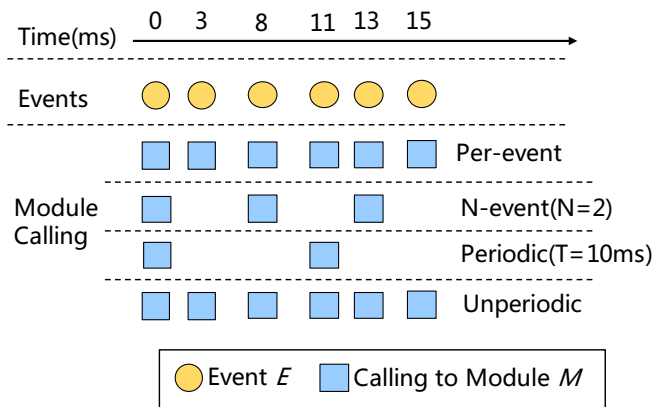 Time(ms) 0 3 8 11 13 15
Events
Per-event
Module
Calling
N-event(N=2)
Periodic(T=10ms)
Unperiodic
Event E Calling to Module M